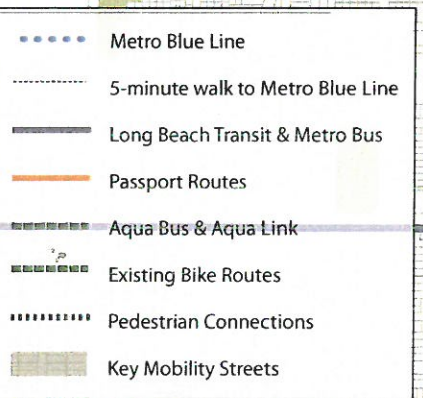 Metro Blue Line
5-minute walk to Metro Blue Line
Long Beach Transit & Metro Bus
Passport Routes
Aqua Bus & Aqua Link
Existing Bike Routes
Pedestrian Connections
Key Mobility Streets